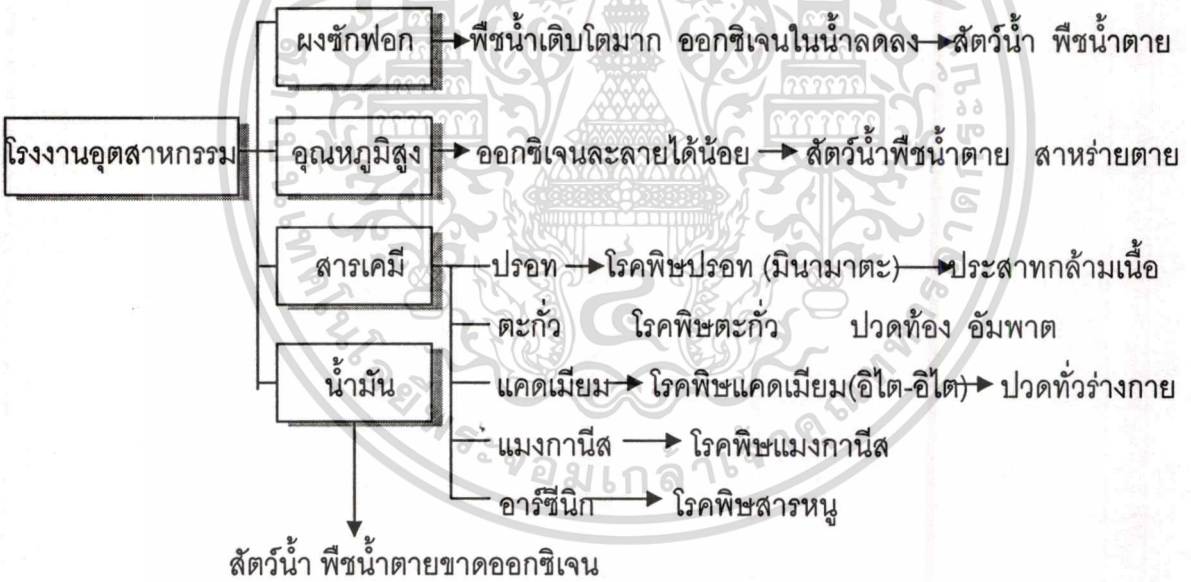 ผงซักฟอก พืชน้ำเติบโตมาก ออกซิเจนในน้ำลดลง สัตว์น้ำ พืชน้ำตาย
โรงงานอุตสาหกรรม อุณหภูมิสูง ออกซิเจนละลายได้น้อย สัตว์น้ำพืชน้ำตาย สาหร่ายตาย
สารเคมี ปรอท โรคพิษปรอท (มินามาตะ) ประสาทกล้ามเนื้อ
ตะกั่ว โรคพิษตะกั่ว ปวดท้อง อัมพาต
น้ำมัน แคดเมียม โรคพิษแคดเมียม(อิไต-อิไต) ปวดทั่วร่างกาย
แมงกานีส โรคพิษแมงกานีส
อาร์ซีนิก โรคพิษสารหนู
สัตว์น้ำ พืชน้ำตายขาดออกซิเจน